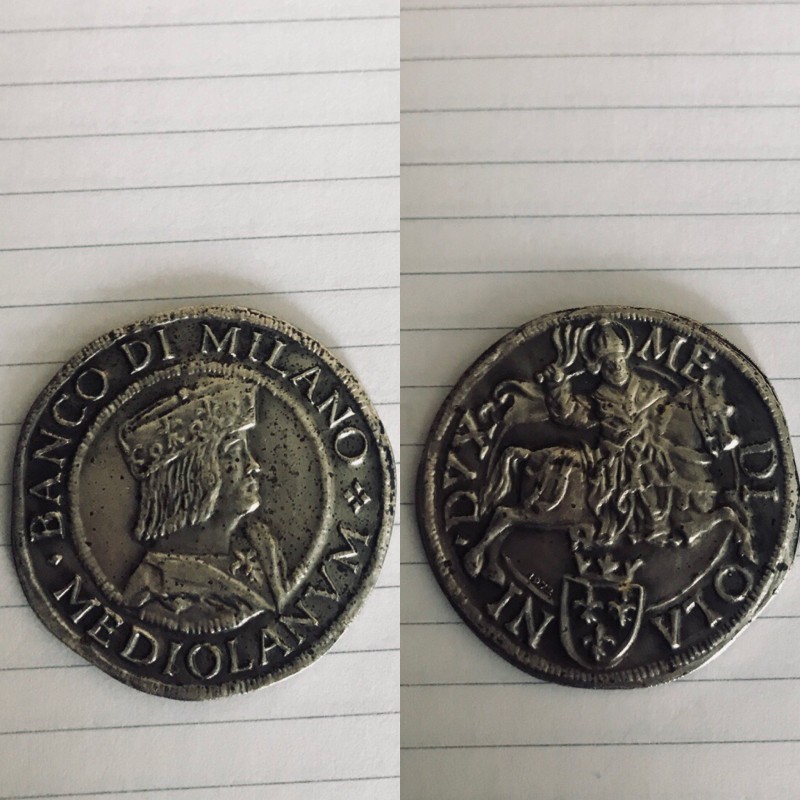 BANCO DI MILANO
MEDIOLANVM
DVX ME DI OLA NI